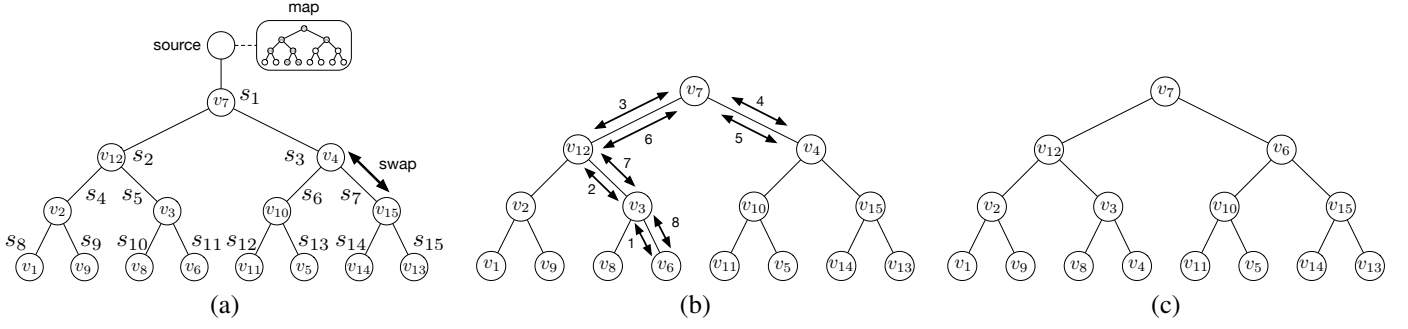 map
source
v7 s1
v12 s2 s3 v4 swap
s4 s5 s6 s7
v2 v3 v10 v15
s8 s9 s10 s11 s12 s13 s14 s15
v1 v9 v8 v6 v11 v5 v14 v13
(a)
v7
3 4
6 5
v12 v4
7
2
v2 v3 v10 v15
8
1
v1 v9 v8 v6 v11 v5 v14 v13
(b)
v7
v12 v6
v2 v3 v10 v15
v1 v9 v8 v4 v11 v5 v14 v13
(c)